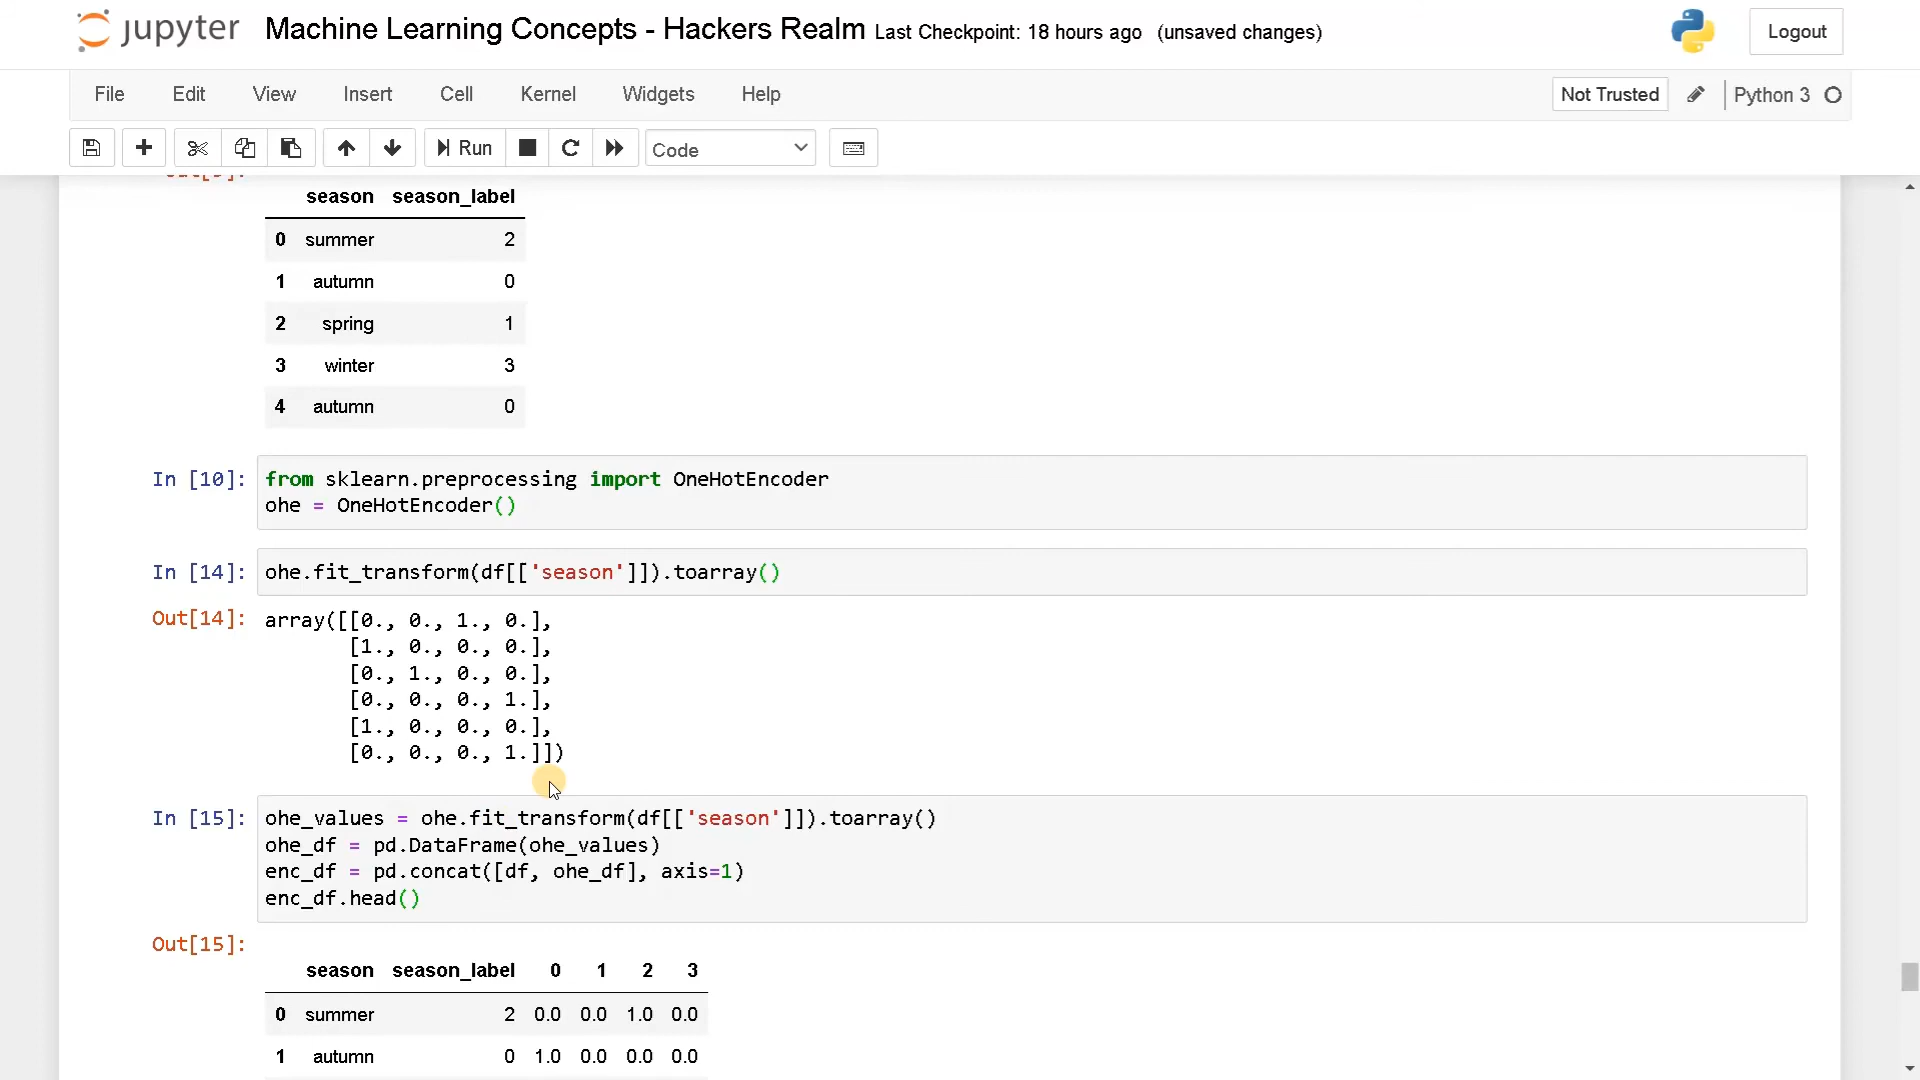 jupyter Machine Learning Concepts - Hackers Realm Last Checkpoint: 18 hours ago (unsaved changes) Logout
File Edit View Insert Cell Kernel Widgets Help Not Trusted Python 3
Run Code
season season_label
0 summer 2
1 autumn 0
2 spring 1
3 winter 3
4 autumn 0
In [10]: from sklearn.preprocessing import OneHotEncoder
ohe = OneHotEncoder()
In [14]: ohe.fit_transform(df[['season']]).toarray()
Out[14]: array([[0., 0., 1., 0.],
[1., 0., 0., 0.],
[0., 1., 0., 0.],
[0., 0., 0., 1.],
[1., 0., 0., 0.],
[0., 0., 0., 1.]])
In [15]: ohe_values = ohe.fit_transform(df[['season']]).toarray()
ohe_df = pd.DataFrame(ohe_values)
enc_df = pd.concat([df, ohe_df], axis=1)
enc_df.head()
Out[15]:
season season_label 0 1 2 3
0 summer 2 0.0 0.0 1.0 0.0
1 autumn 0 1.0 0.0 0.0 0.0